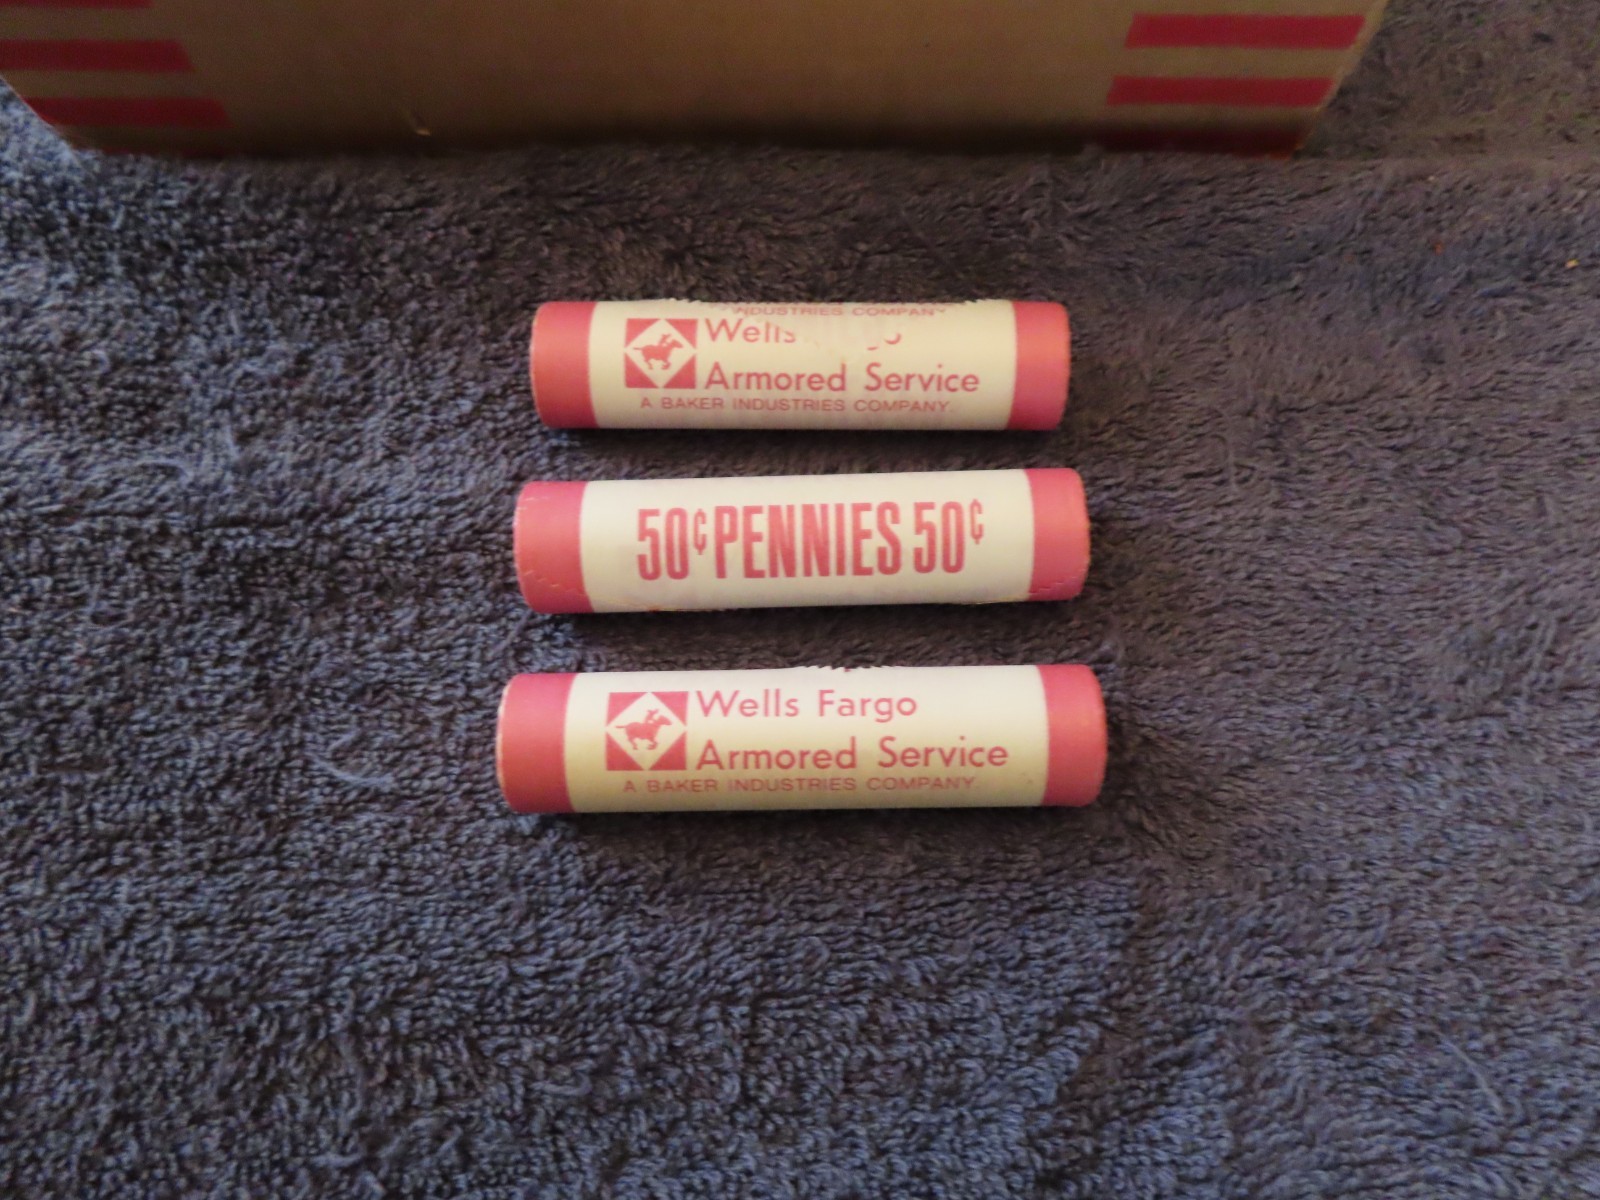 INDUSTRIES COMPANY
Wells
Armored Service
A BAKER INDUSTRIES COMPANY.
50¢ PENNIES 50¢
Wells Fargo
Armored Service
A BAKER INDUSTRIES COMPANY